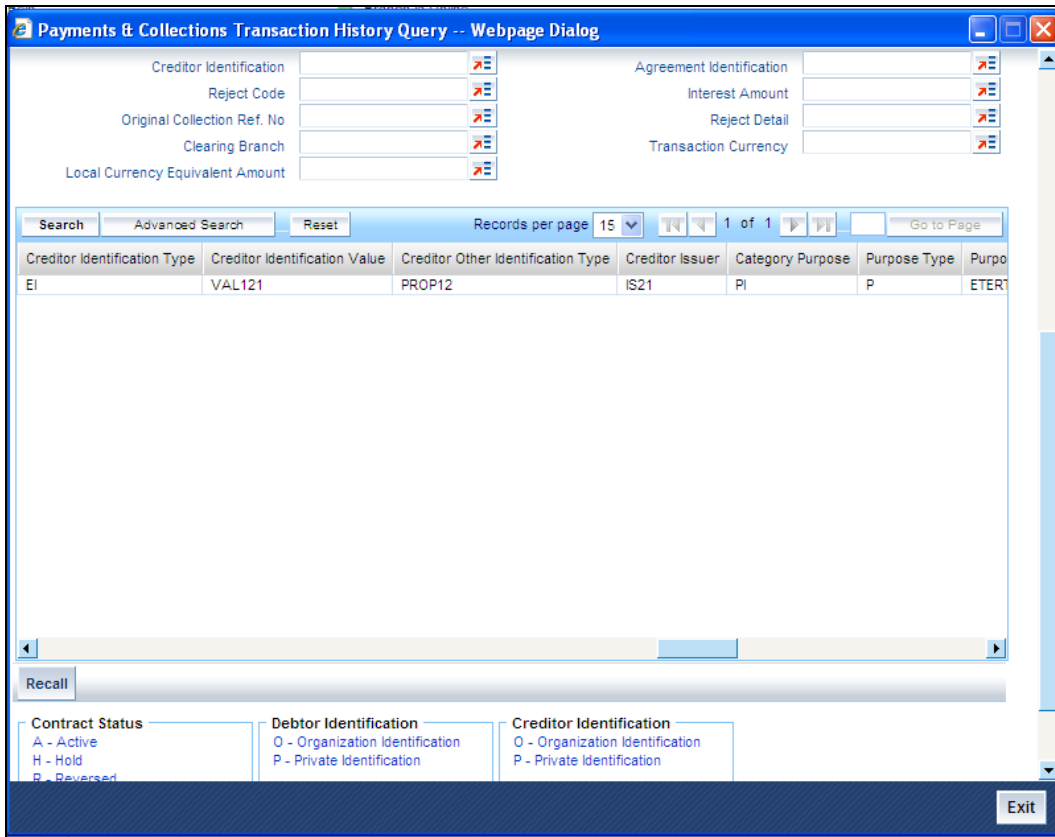 Payments & Collections Transaction History Query -- Webpage Dialog
Creditor Identification Agreement Identification
Reject Code Interest Amount
Original Collection Ref. No Reject Detail
Clearing Branch Transaction Currency
Local Currency Equivalent Amount
Search Advanced Search Reset Records per page 15 1 of 1 Go to Page
Creditor Identification Type Creditor Identification Value Creditor Other Identification Type Creditor Issuer Category Purpose Purpose Type Purpo
EI VAL121 PROP12 IS21 PI P ETERT
Recall
Contract Status Debtor Identification Creditor Identification
A - Active O - Organization Identification O - Organization Identification
H - Hold P - Private Identification P - Private Identification
R - Reversed
Exit